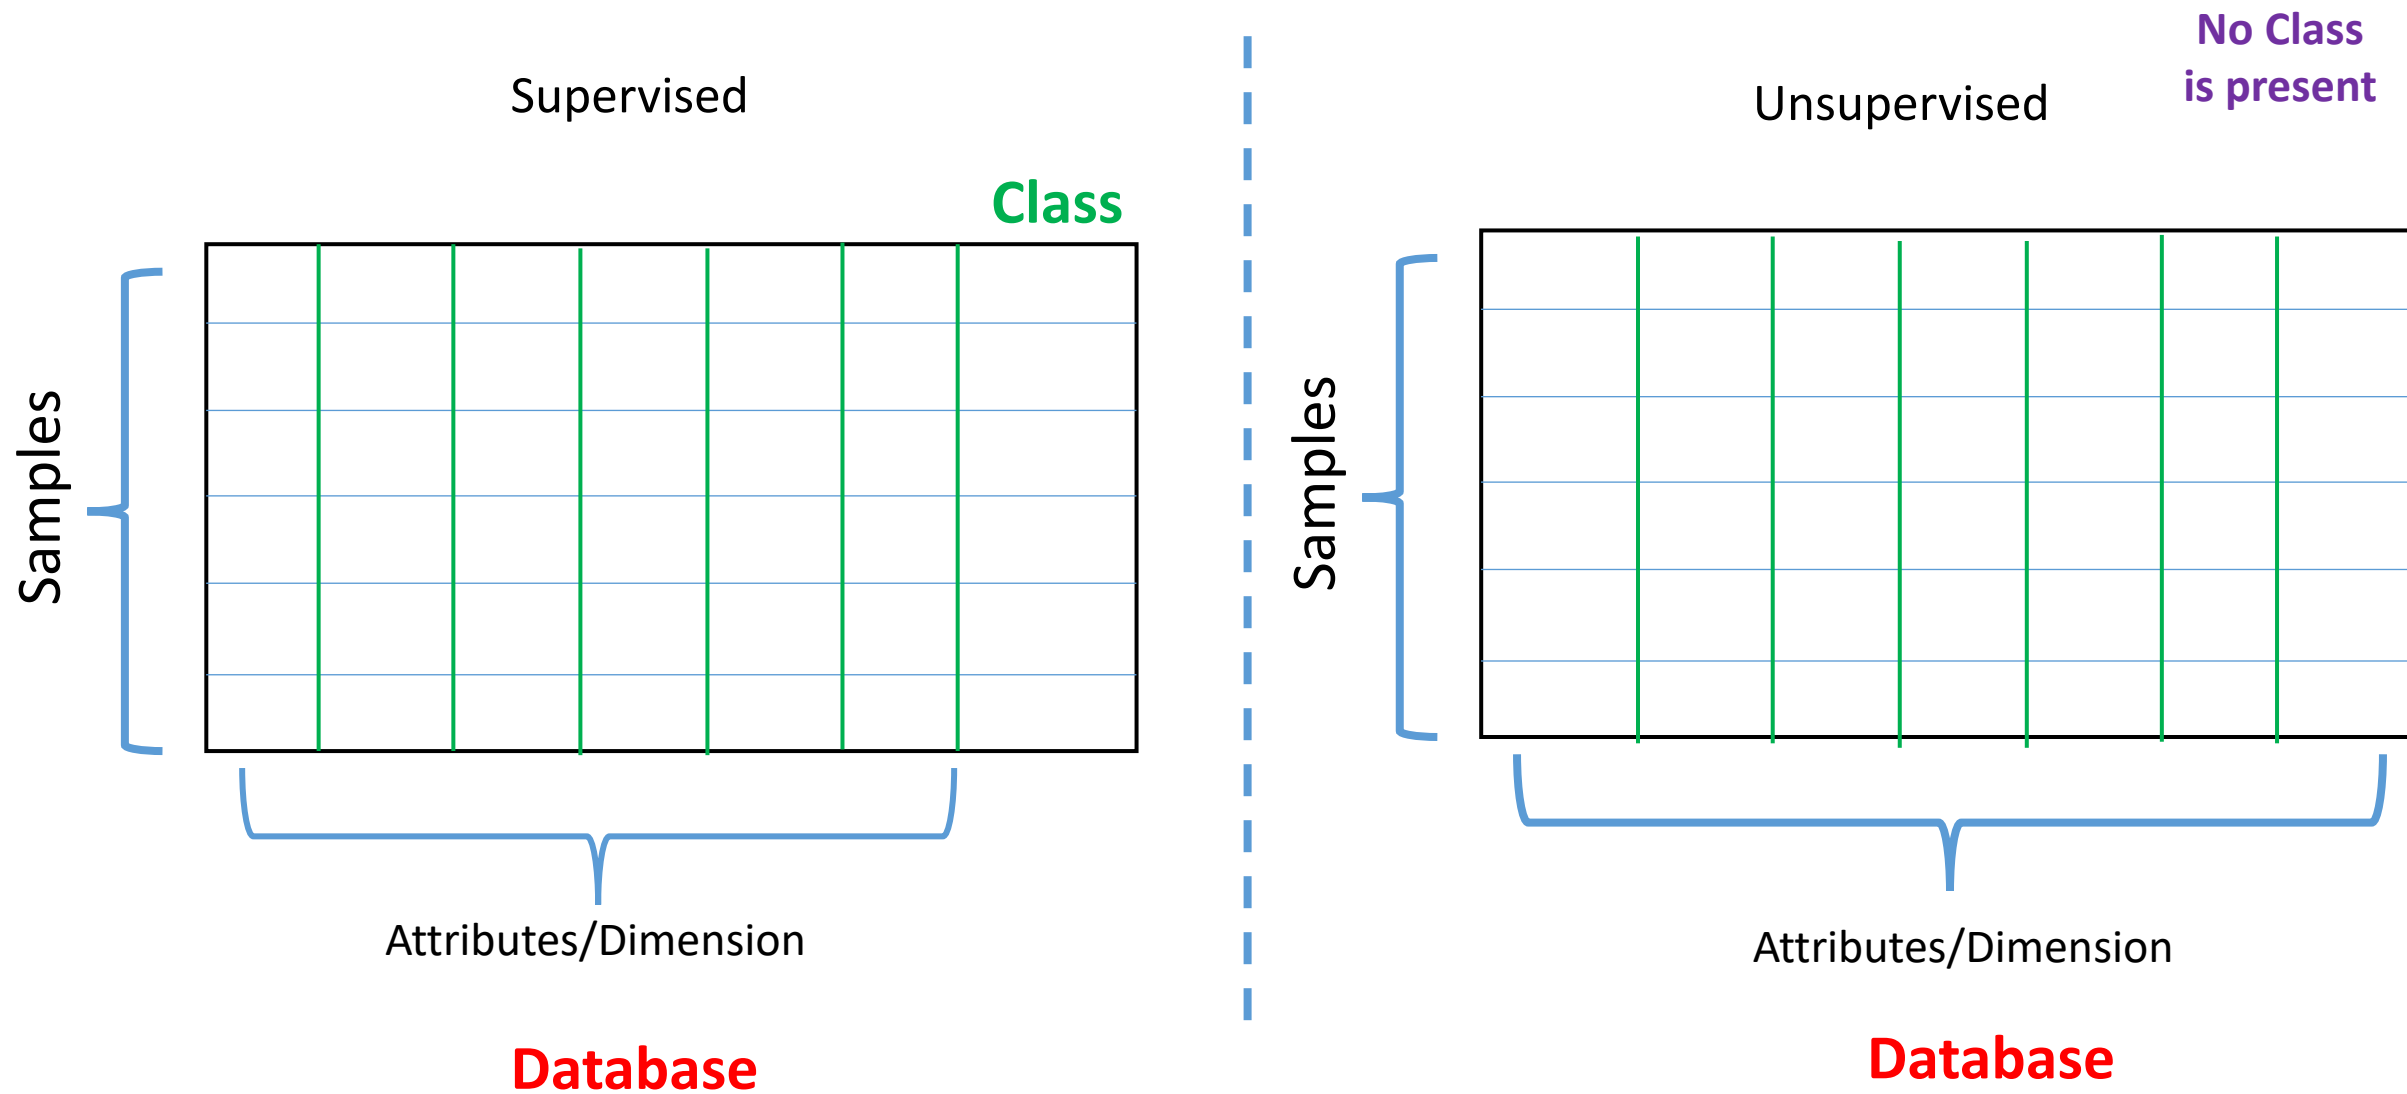 Supervised
Class
Samples
Attributes/Dimension
Database
No Class
is present
Unsupervised
Samples
Attributes/Dimension
Database